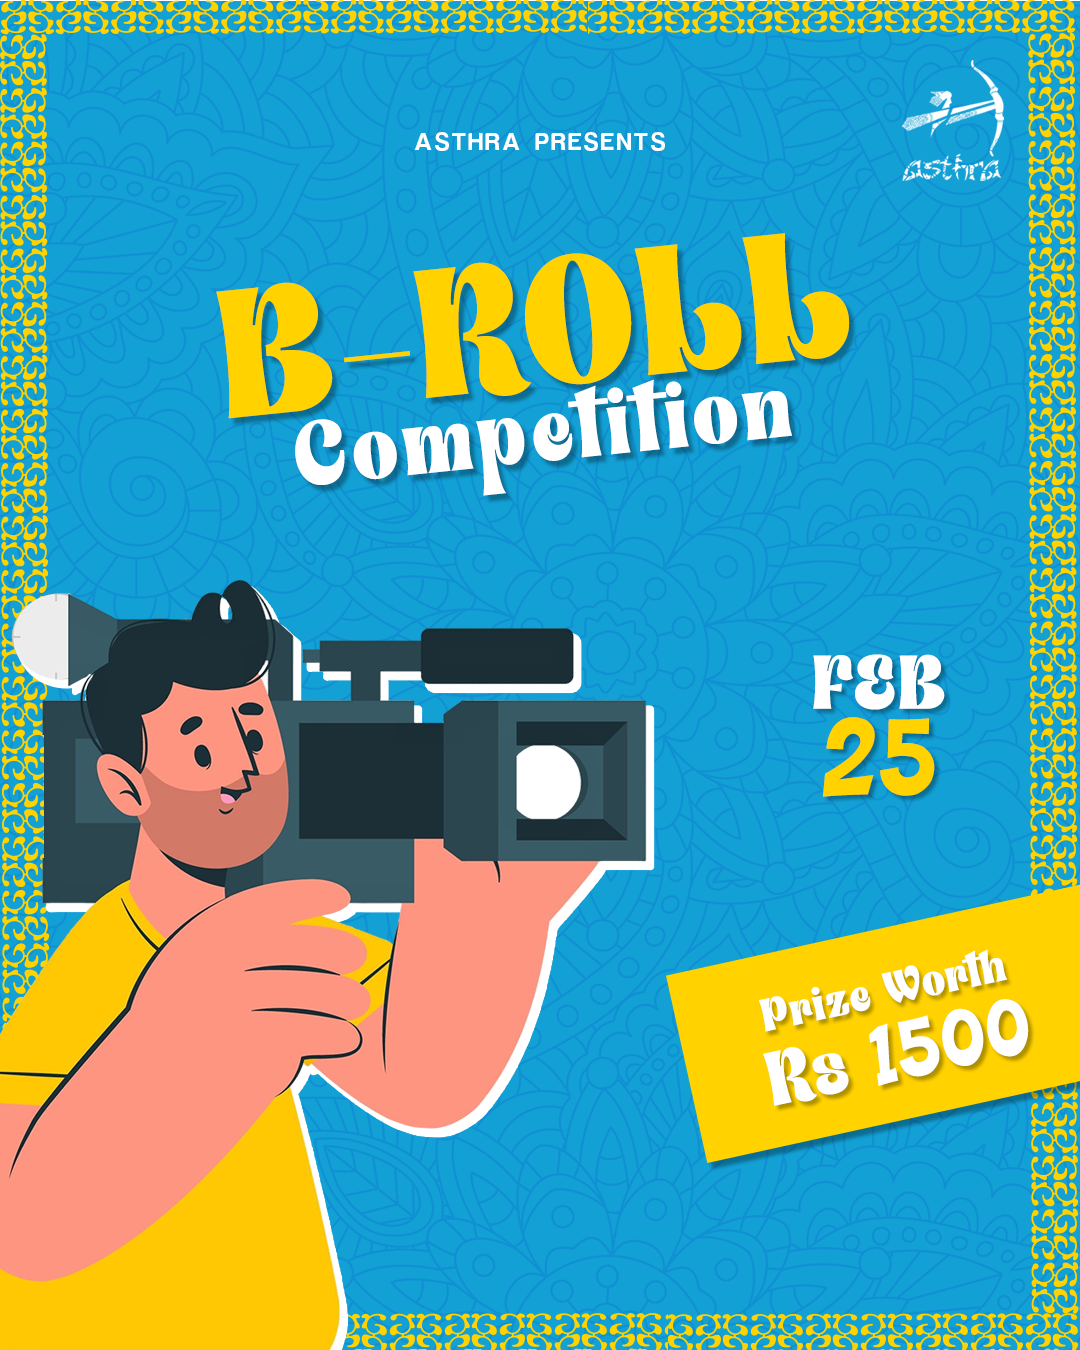 ASTHRA PRESENTS
asthra
B-ROLL
Competition
FEB
25
Prize Worth
Rs 1500